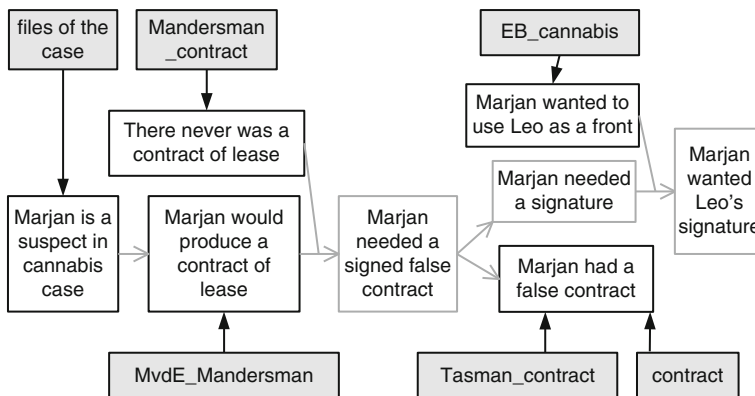 files of the
case
Mandersman
_contract
EB_cannabis
There never was a
contract of lease
Marjan wanted to
use Leo as a front
Marjan is a
suspect in
cannabis
case
Marjan would
produce a
contract of
lease
Marjan
needed a
signed false
contract
Marjan needed
a signature
Marjan had a
false contract
Marjan
wanted
Leo's
signature
MvdE_Mandersman
Tasman_contract
contract